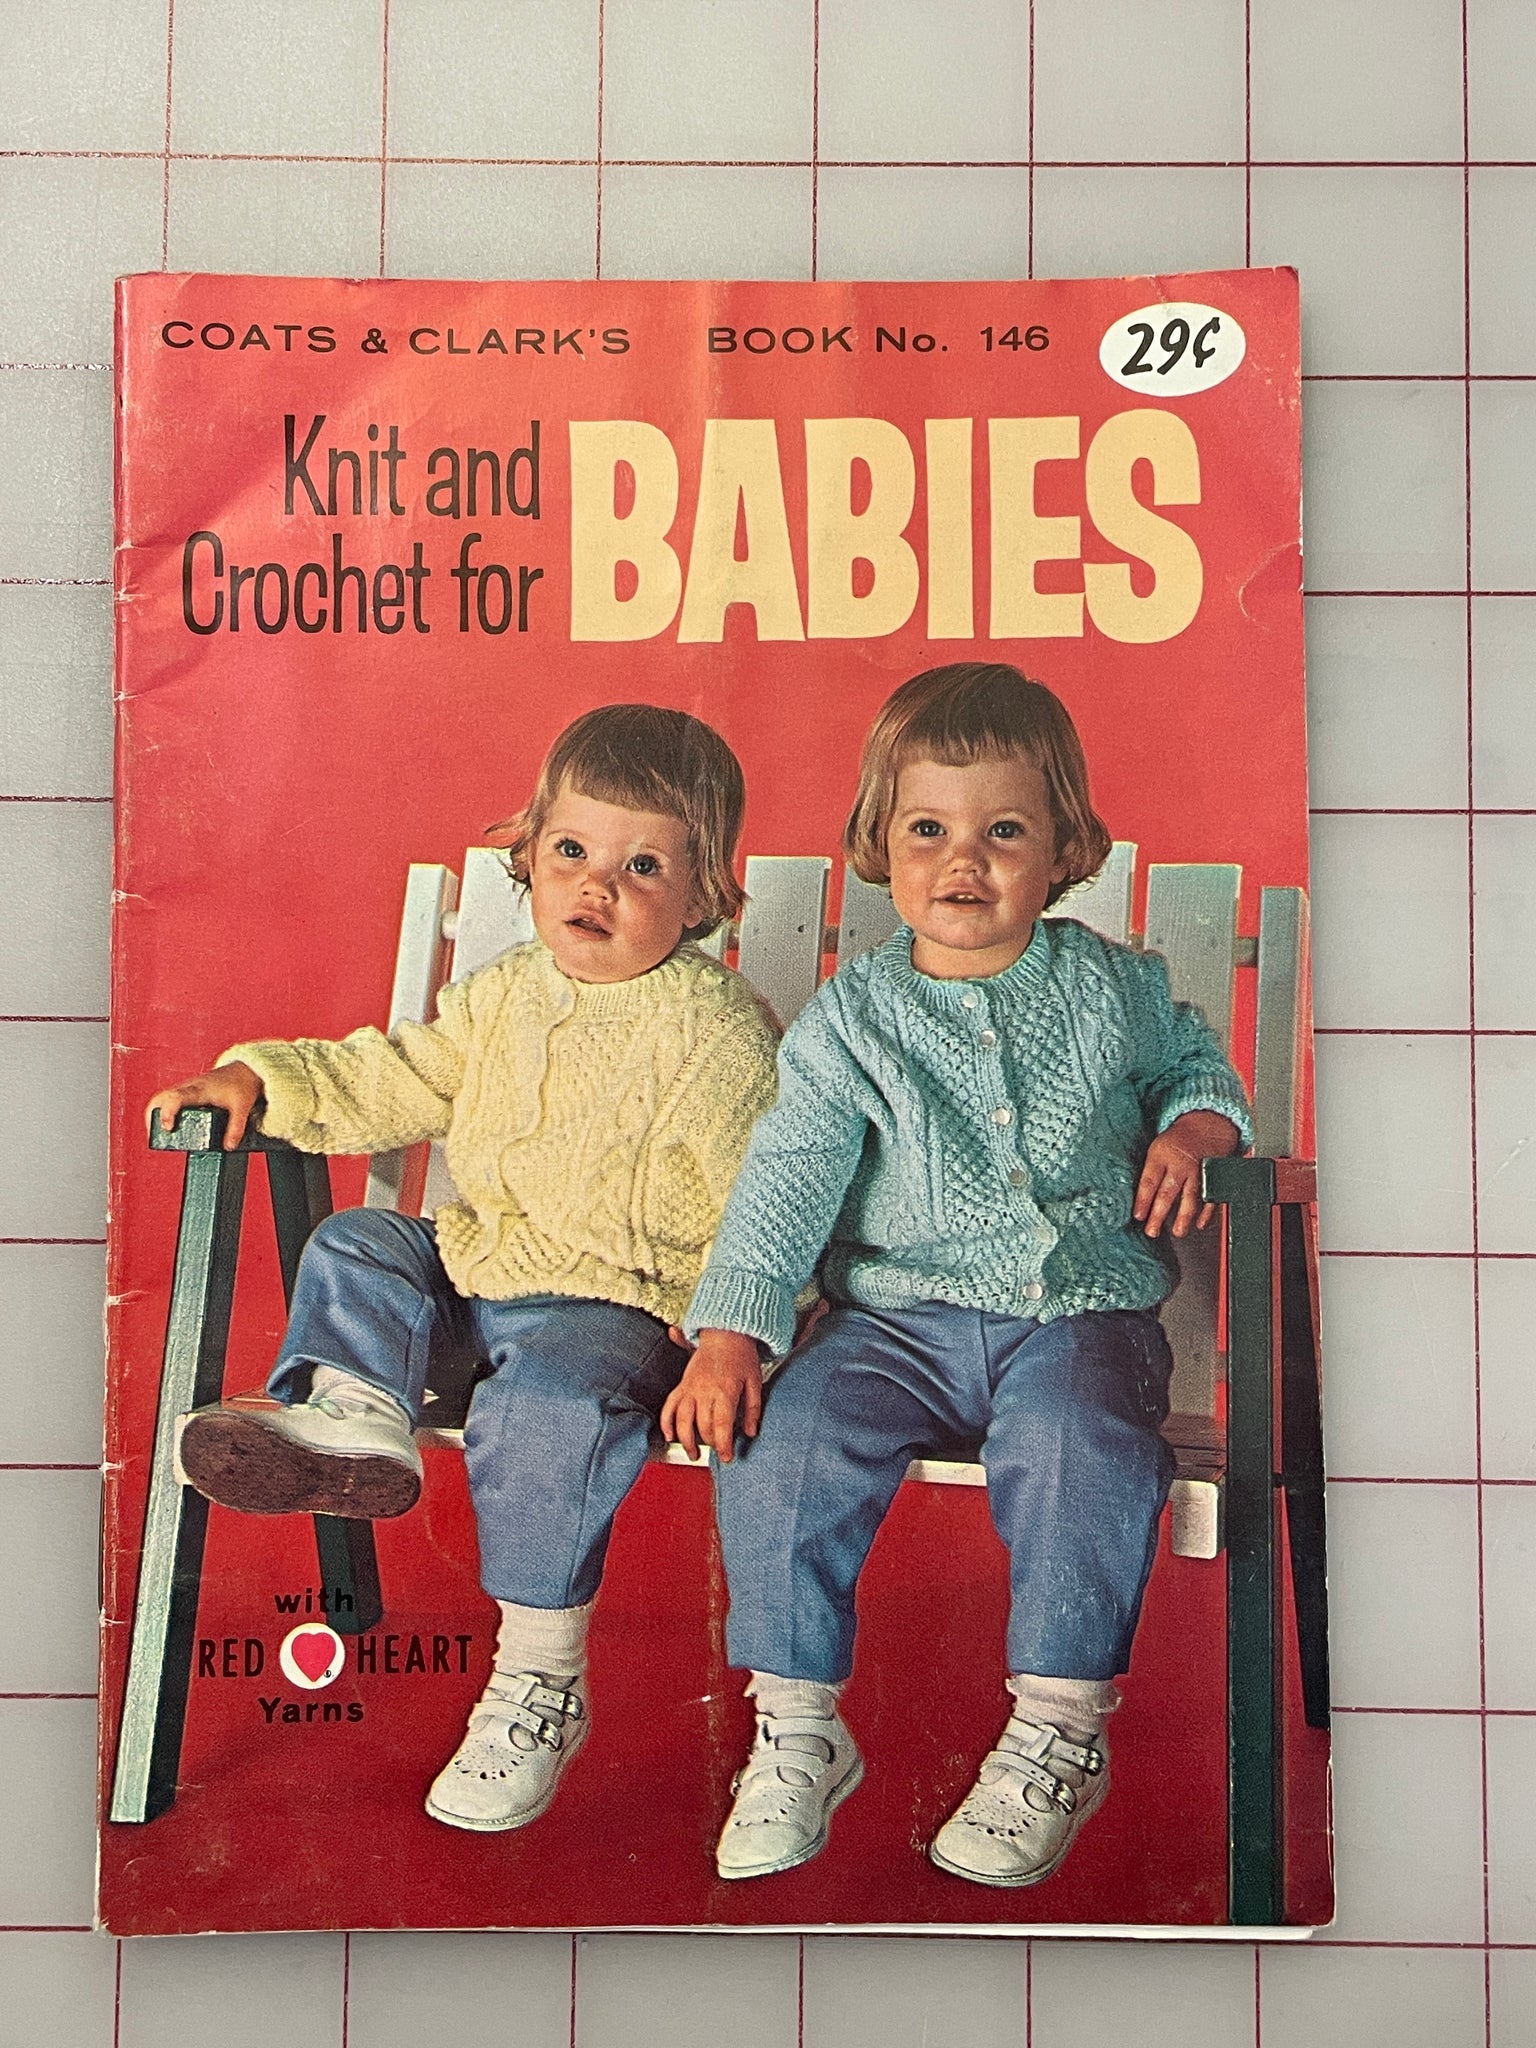 COATS & CLARK'S BOOK No. 146 29¢
Knit and
Crochet for BABIES
with
RED HEART
Yarns